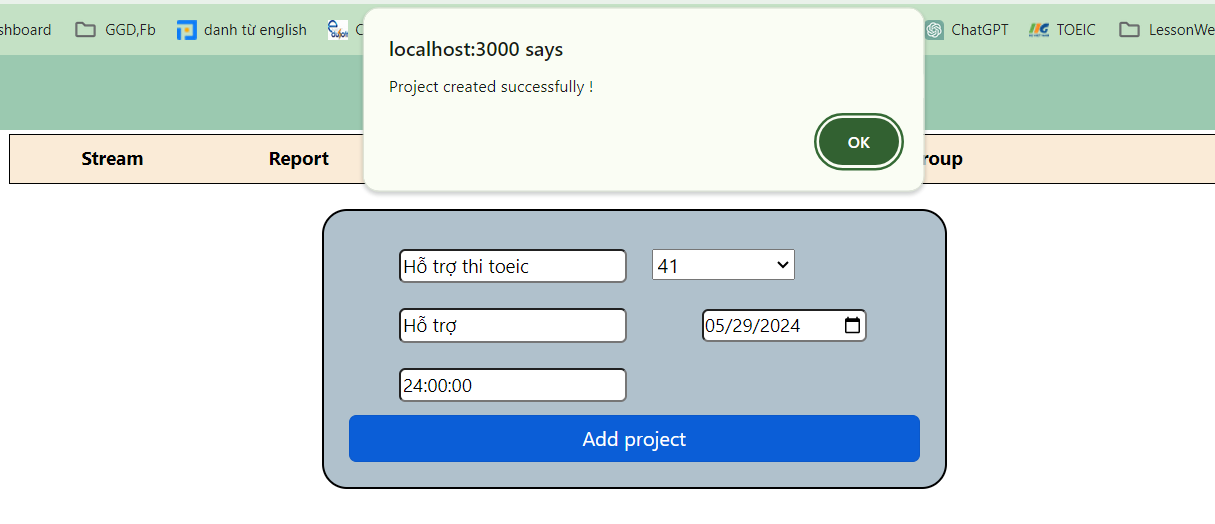 shboard GGD,Fb danh từ english ChatGPT TOEIC LessonWe
localhost:3000 says
Project created successfully !
OK
Stream Report roup
Hỗ trợ thi toeic 41
Hỗ trợ 05/29/2024
24:00:00
Add project